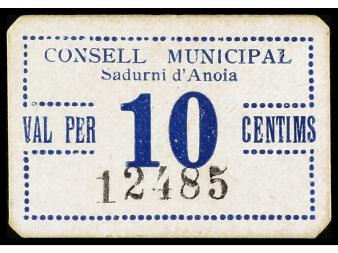 CONSELL MUNICIPAL
Sadurní d'Anoia
VAL PER 10 CENTIMS
12485